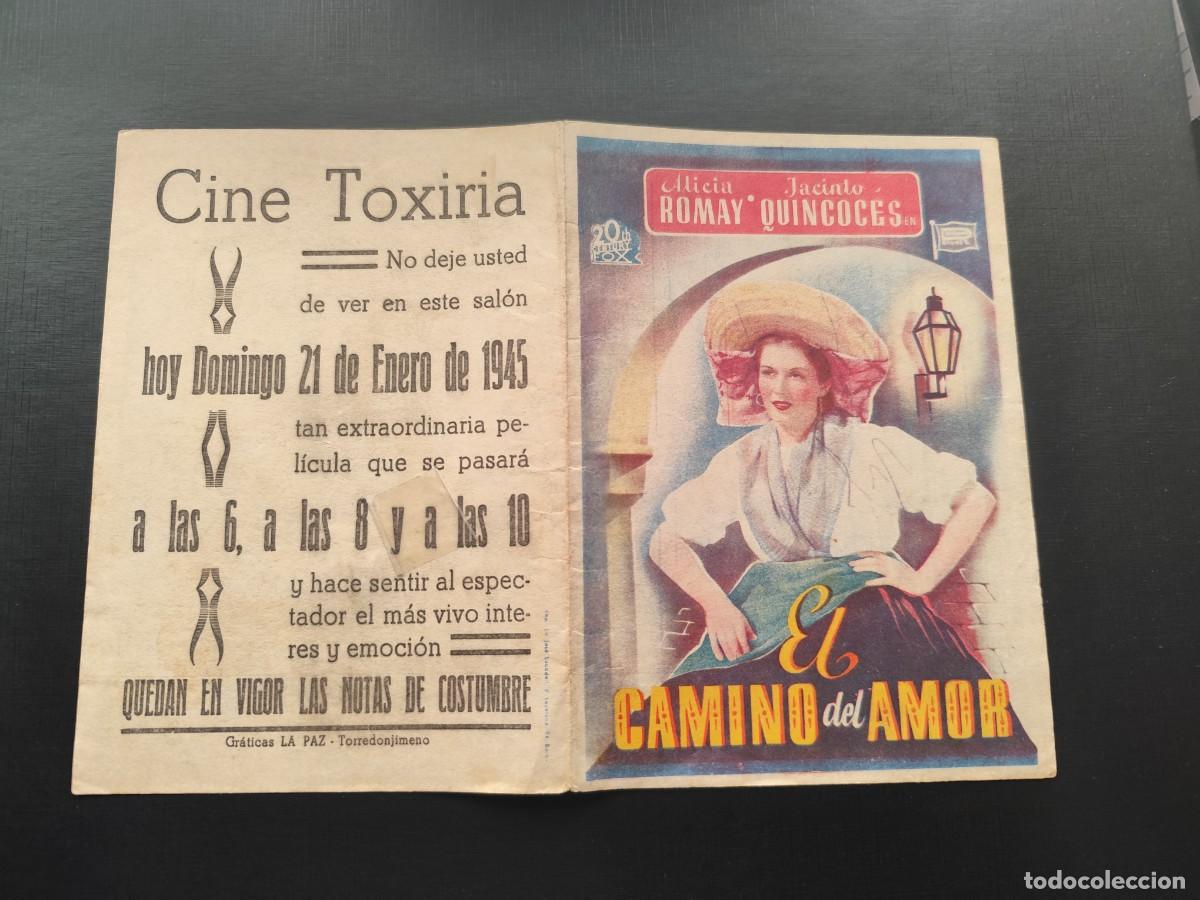 Cine Toxiria
No deje usted
de ver en este salón
hoy Domingo 21 de Enero de 1945
tan extraordinaria pe-
lícula que se pasará
a las 6, a las 8 y a las 10
y hace sentir al espec-
tador el más vivo inte-
res y emoción
QUEDAN EN VIGOR LAS NOTAS DE COSTUMBRE
Gráticas LA PAZ - Torredonjimeno
Alicia Jacinto
ROMAY · QUINCOCES EN
20th
CENTURY
FOX
El
CAMINO del AMOR
todocoleccion